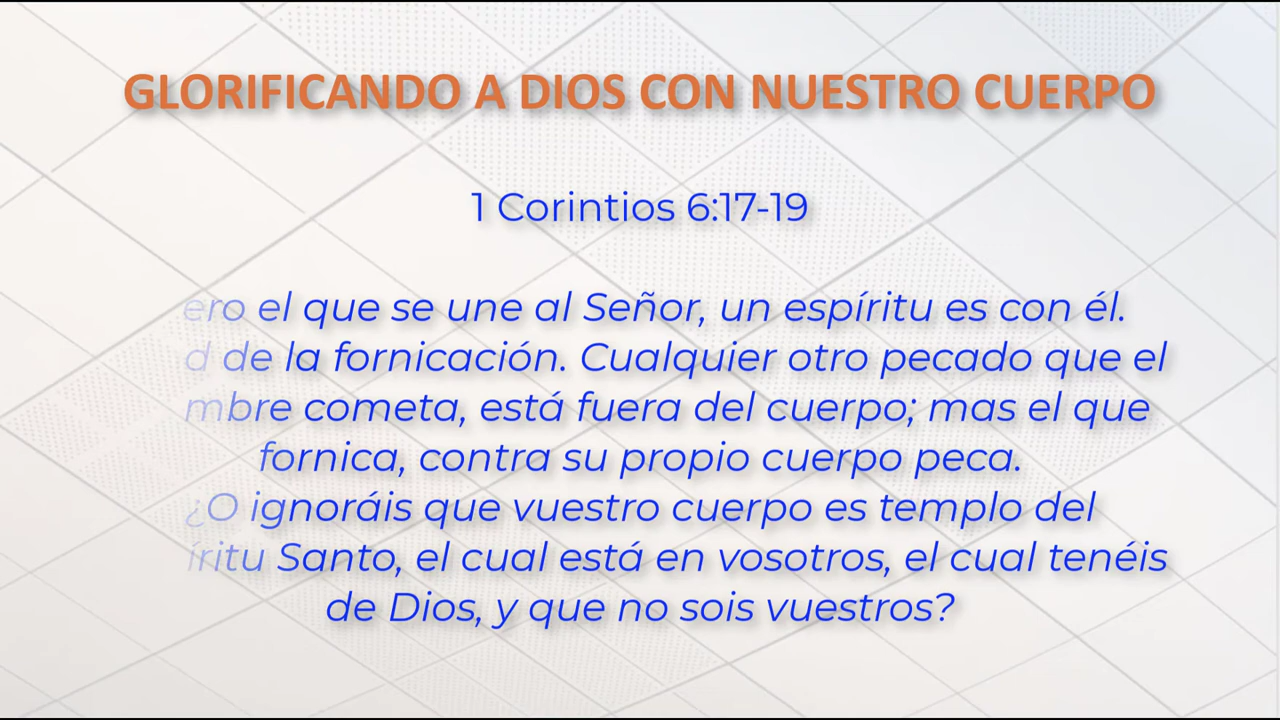 GLORIFICANDO A DIOS CON NUESTRO CUERPO
1 Corintios 6:17-19
ero el que se une al Señor, un espíritu es con él.
d de la fornicación. Cualquier otro pecado que el
mbre cometa, está fuera del cuerpo; mas el que
fornica, contra su propio cuerpo peca.
¿O ignoráis que vuestro cuerpo es templo del
íritu Santo, el cual está en vosotros, el cual tenéis
de Dios, y que no sois vuestros?